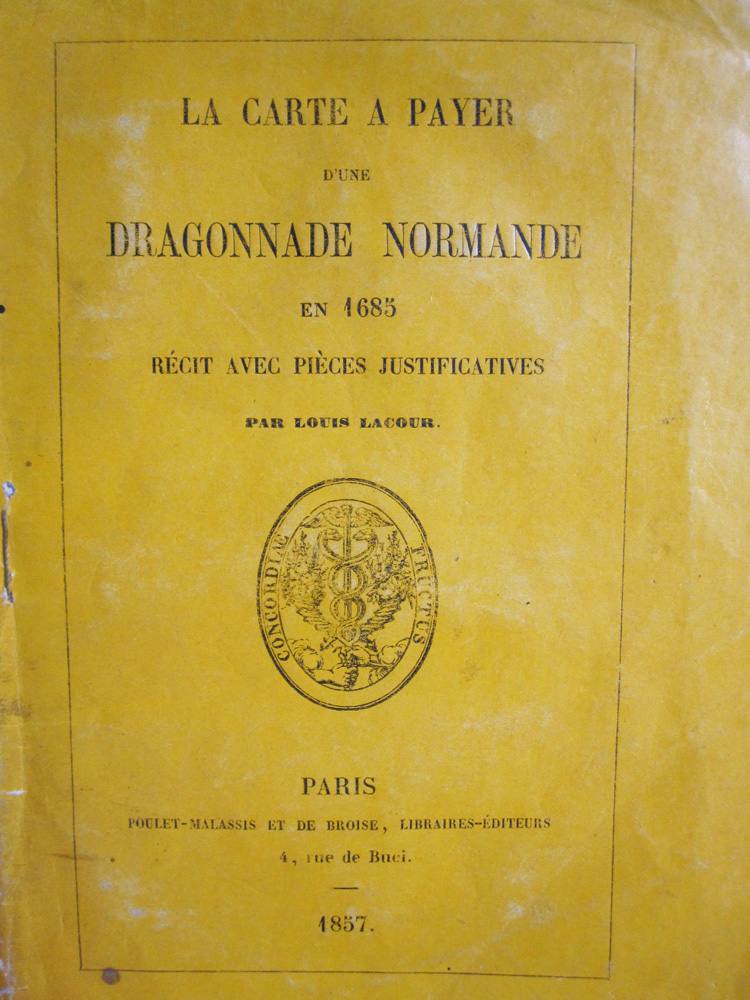 LA CARTE A PAYER
D'UNE
DRAGONNADE NORMANDE
EN 1685
RÉCIT AVEC PIÈCES JUSTIFICATIVES
PAR LOUIS LACOUR.
CONCORDIAE FRUCTUS
PARIS
POULET-MALASSIS ET DE BROISE, LIBRAIRES-ÉDITEURS
4, rue de Buci.
1857.